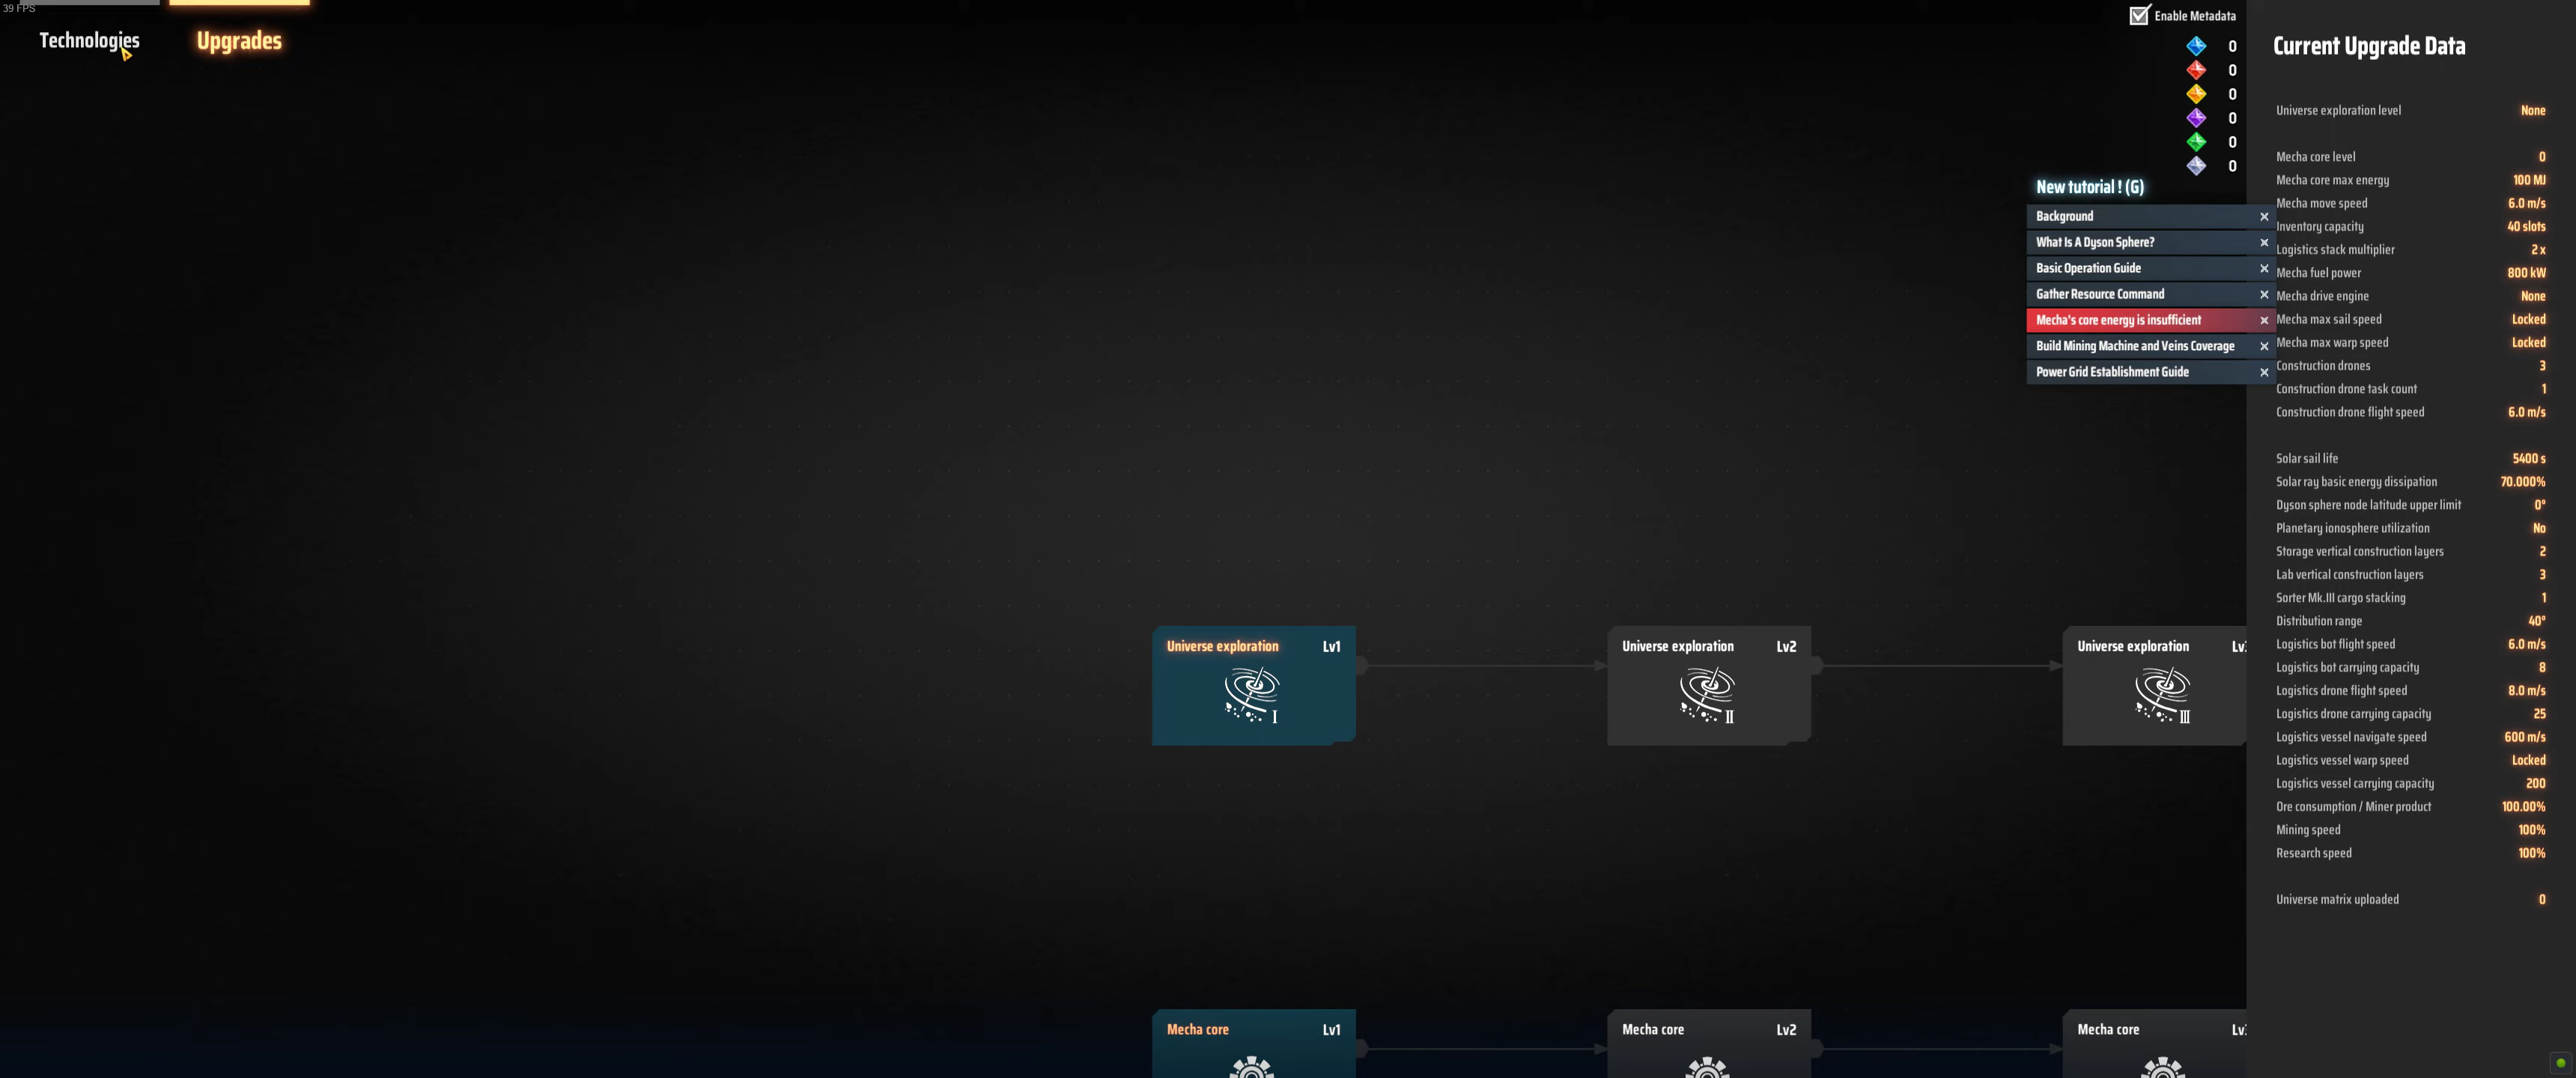 39 FPS
Technologies
Upgrades
Enable Metadata
0
0
0
0
0
0
New tutorial ! (G)
Background
What Is A Dyson Sphere?
Basic Operation Guide
Gather Resource Command
Mecha's core energy is insufficient
Build Mining Machine and Veins Coverage
Power Grid Establishment Guide
Current Upgrade Data
Universe exploration level None
Mecha core level 0
Mecha core max energy 100 MJ
Mecha move speed 6.0 m/s
Inventory capacity 40 slots
Logistics stack multiplier 2 x
Mecha fuel power 800 kW
Mecha drive engine None
Mecha max sail speed Locked
Mecha max warp speed Locked
Construction drones 3
Construction drone task count 1
Construction drone flight speed 6.0 m/s
Solar sail life 5400 s
Solar ray basic energy dissipation 70.000%
Dyson sphere node latitude upper limit 0°
Planetary ionosphere utilization No
Storage vertical construction layers 2
Lab vertical construction layers 3
Sorter Mk.III cargo stacking 1
Distribution range 40°
Logistics bot flight speed 6.0 m/s
Logistics bot carrying capacity 8
Logistics drone flight speed 8.0 m/s
Logistics drone carrying capacity 25
Logistics vessel navigate speed 600 m/s
Logistics vessel warp speed Locked
Logistics vessel carrying capacity 200
Ore consumption / Miner product 100.00%
Mining speed 100%
Research speed 100%
Universe matrix uploaded 0
Universe exploration Lv1
I
Universe exploration Lv2
II
Universe exploration
III
Mecha core Lv1
Mecha core Lv2
Mecha core